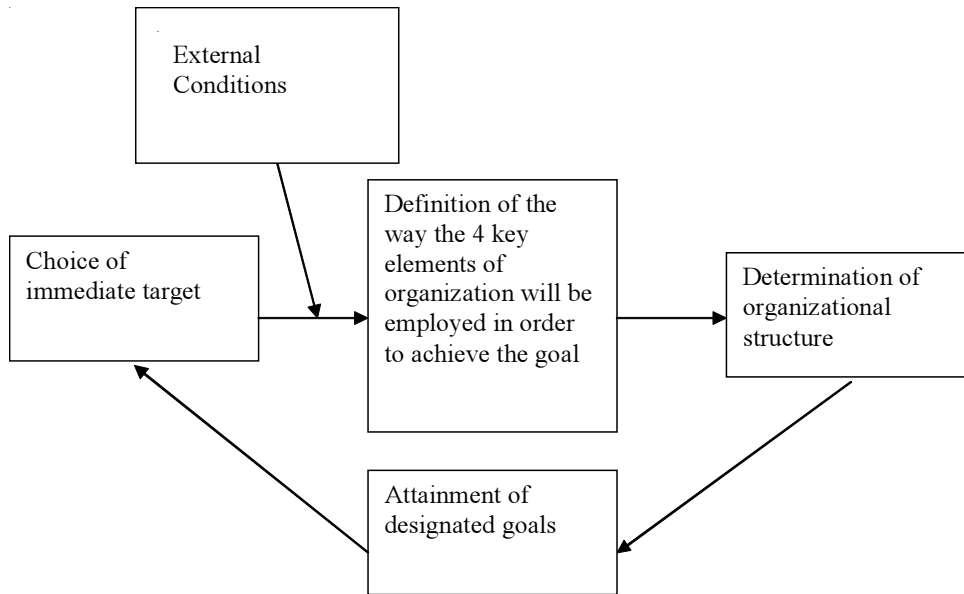 External
Conditions
Definition of the
way the 4 key
elements of
organization will be
employed in order
to achieve the goal
Choice of
immediate target
Determination of
organizational
structure
Attainment of
designated goals